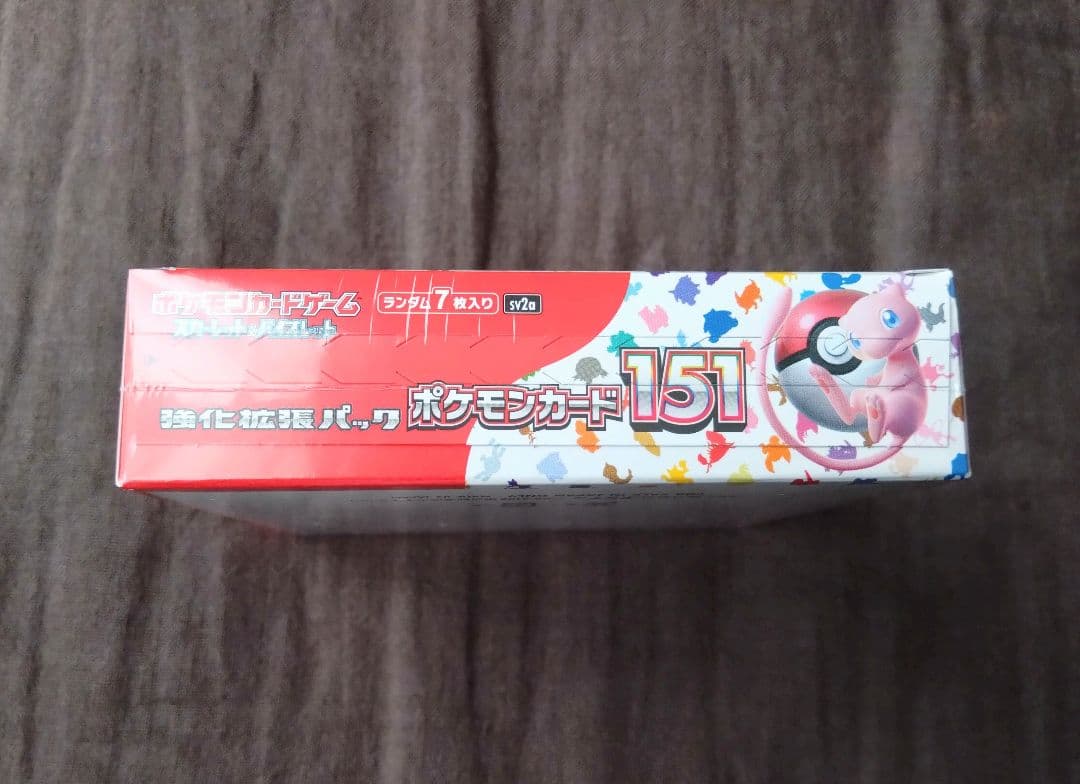 ポケモンカードゲーム
スカーレット&バイオレット
ランダム7枚入り
sv2a
強化拡張パック
ポケモンカード151